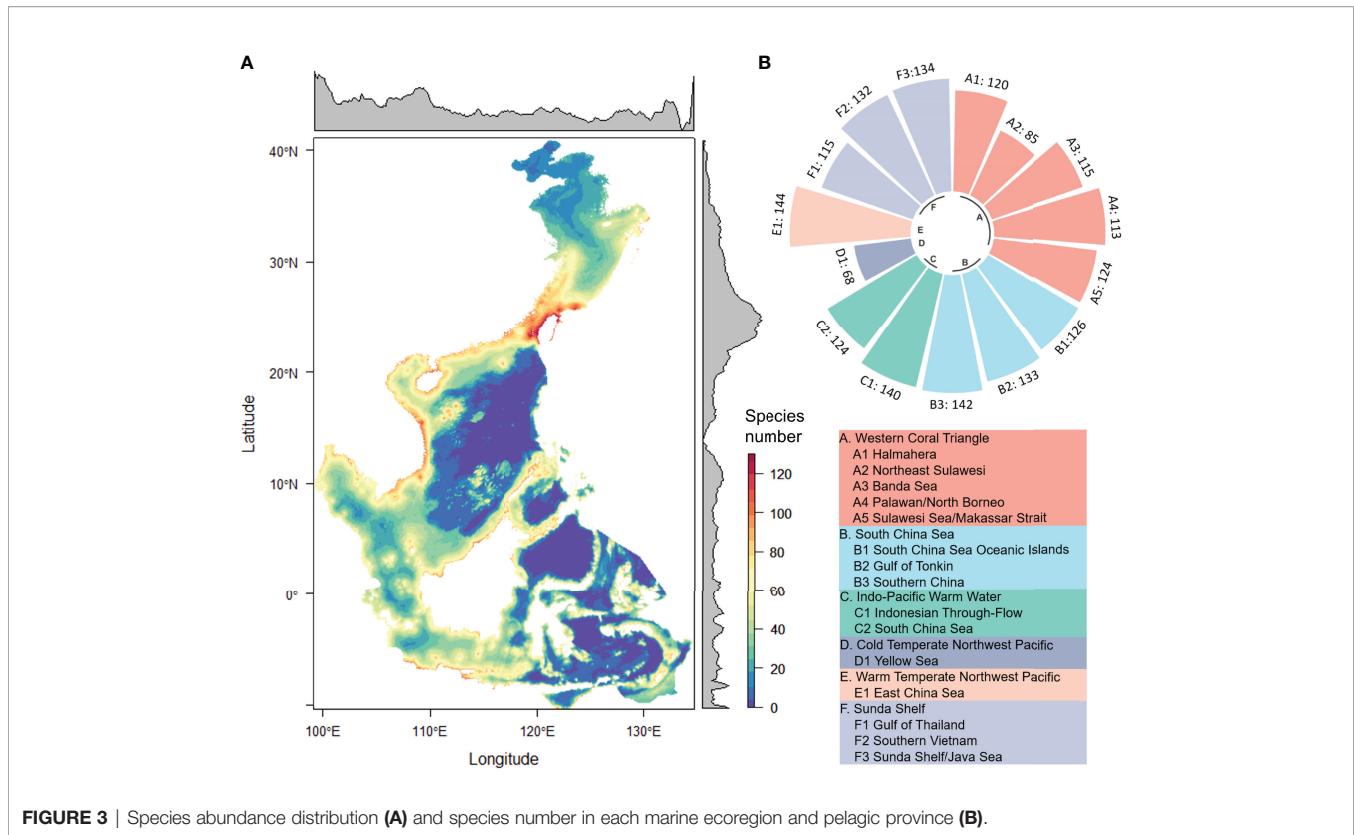 A
B
40°N
30°N
20°N
10°N
0°
Latitude
100°E
110°E
120°E
130°E
Longitude
Species
number
120
100
80
60
40
20
0
A1: 120
A2: 85
A3: 115
A4: 113
A5: 124
B1:126
B2: 133
B3: 142
C1: 140
C2: 124
D1: 68
E1: 144
F1: 115
F2: 132
F3:134
A
B
C
D
E
F
A. Western Coral Triangle
A1 Halmahera
A2 Northeast Sulawesi
A3 Banda Sea
A4 Palawan/North Borneo
A5 Sulawesi Sea/Makassar Strait
B. South China Sea
B1 South China Sea Oceanic Islands
B2 Gulf of Tonkin
B3 Southern China
C. Indo-Pacific Warm Water
C1 Indonesian Through-Flow
C2 South China Sea
D. Cold Temperate Northwest Pacific
D1 Yellow Sea
E. Warm Temperate Northwest Pacific
E1 East China Sea
F. Sunda Shelf
F1 Gulf of Thailand
F2 Southern Vietnam
F3 Sunda Shelf/Java Sea
FIGURE 3 | Species abundance distribution (A) and species number in each marine ecoregion and pelagic province (B).